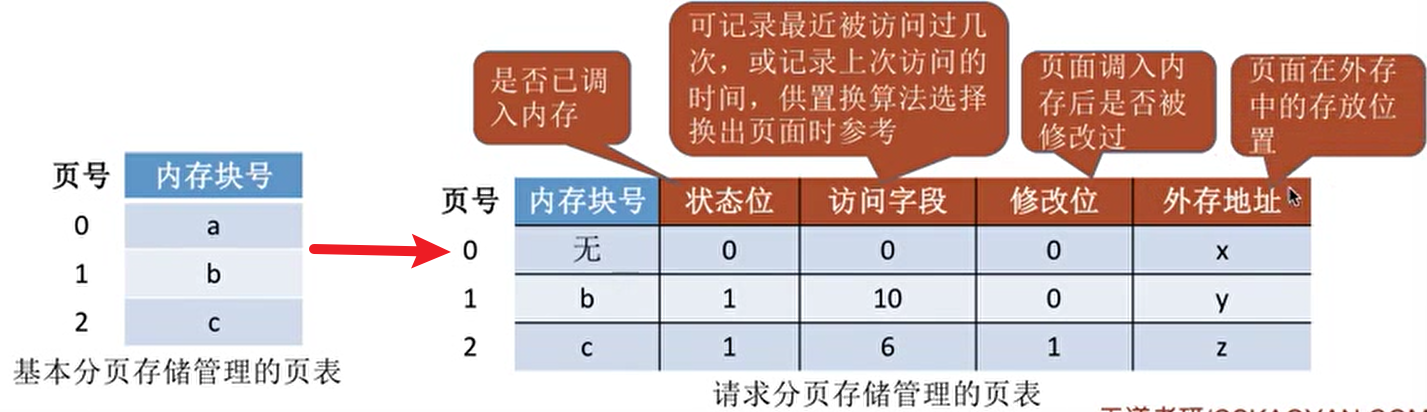 可记录最近被访问过几
次，或记录上次访问的
时间，供置换算法选择
换出页面时参考
是否已调
入内存
页面调入内
存后是否被
修改过
页面在外存
中的存放位
置
页号 内存块号
0 a
1 b
2 c
基本分页存储管理的页表
页号 内存块号 状态位 访问字段 修改位 外存地址
0 无 0 0 0 x
1 b 1 10 0 y
2 c 1 6 1 z
请求分页存储管理的页表